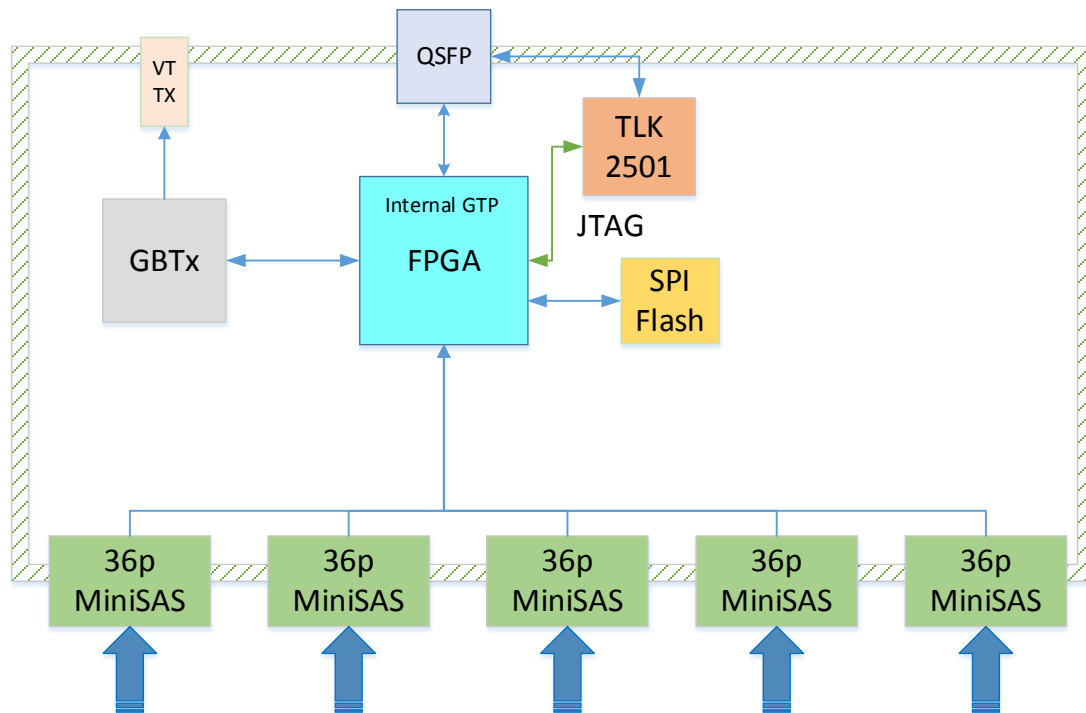 VT
TX
QSFP
TLK
2501
Internal GTP
FPGA
JTAG
GBTx
SPI
Flash
36p
MiniSAS
36p
MiniSAS
36p
MiniSAS
36p
MiniSAS
36p
MiniSAS